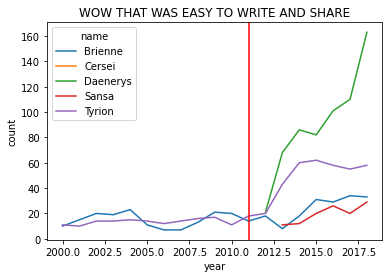 WOW THAT WAS EASY TO WRITE AND SHARE
name
Brienne
Cersei
Daenerys
Sansa
Tyrion
160
140
120
100
80
60
40
20
0
count
2000.0 2002.5 2005.0 2007.5 2010.0 2012.5 2015.0 2017.5
year